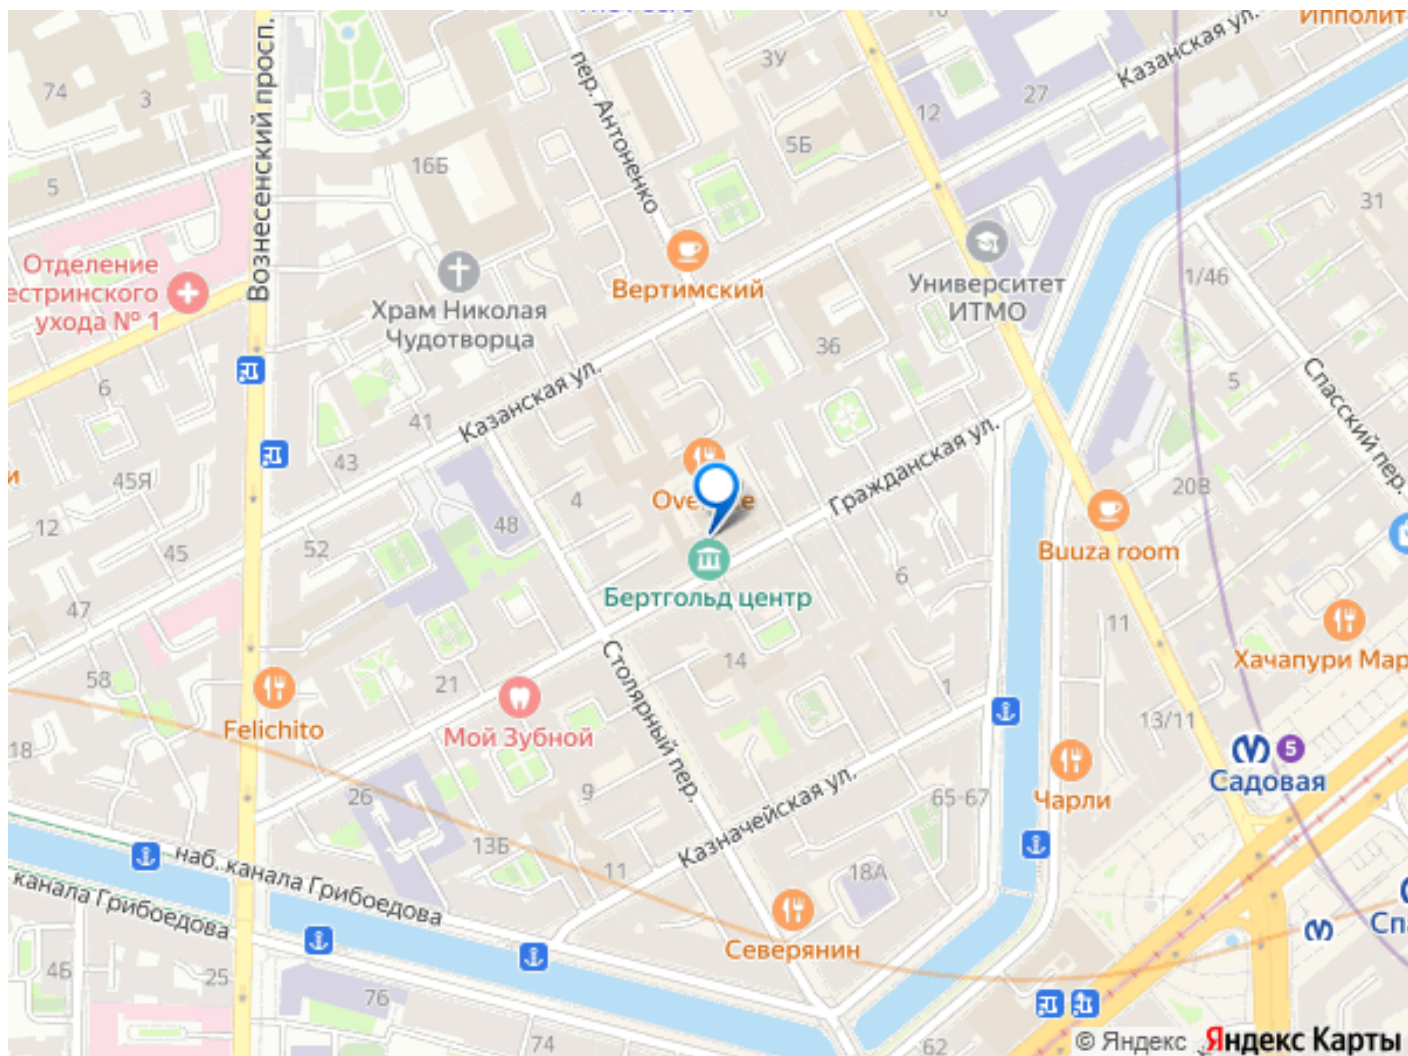 Ипполит
Казанская ул.
Вознесенский просп.
пер. Антоненко
3У
27
12
74
3
5Б
16Б
5
31
Отделение
естринского
ухода № 1
Храм Николая
Чудотворца
Вертимский
Университет
ИТМО
1/46
36
5
Спасский пер.
6
41
Казанская ул.
43
45Я
и
12
45
4
48
52
Гражданская ул.
20В
Buuza room
6
Бертгольд центр
47
11
Хачапури Мар
58
14
1
21
Столярный пер.
13/11
Felichito
Мой Зубной
18
5
Садовая
Казначейская ул.
65-67
Чарли
26
9
13Б
11
18А
наб. канала Грибоедова
канала Грибоедова
Северянин
Спа
4Б
25
76
74
62
© Яндекс Яндекс Карты